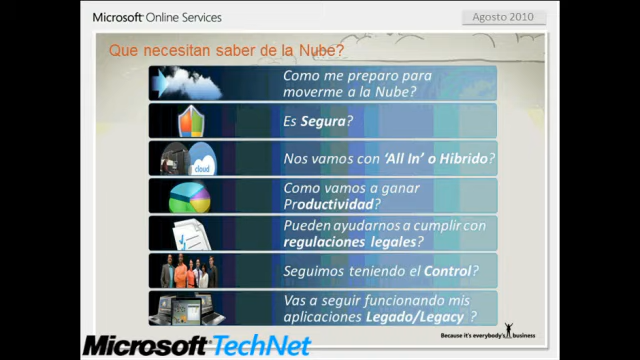 Microsoft Online Services
Agosto 2010
Que necesitan saber de la Nube?
Como me preparo para
moverme a la Nube?
Es Segura?
cloud
Nos vamos con ‘All In’ o Hibrido?
Como vamos a ganar
Productividad?
Pueden ayudarnos a cumplir con
regulaciones legales?
Seguimos teniendo el Control?
Vas a seguir funcionando mis
aplicaciones Legado/Legacy ?
Because it's everybody's business
Microsoft TechNet